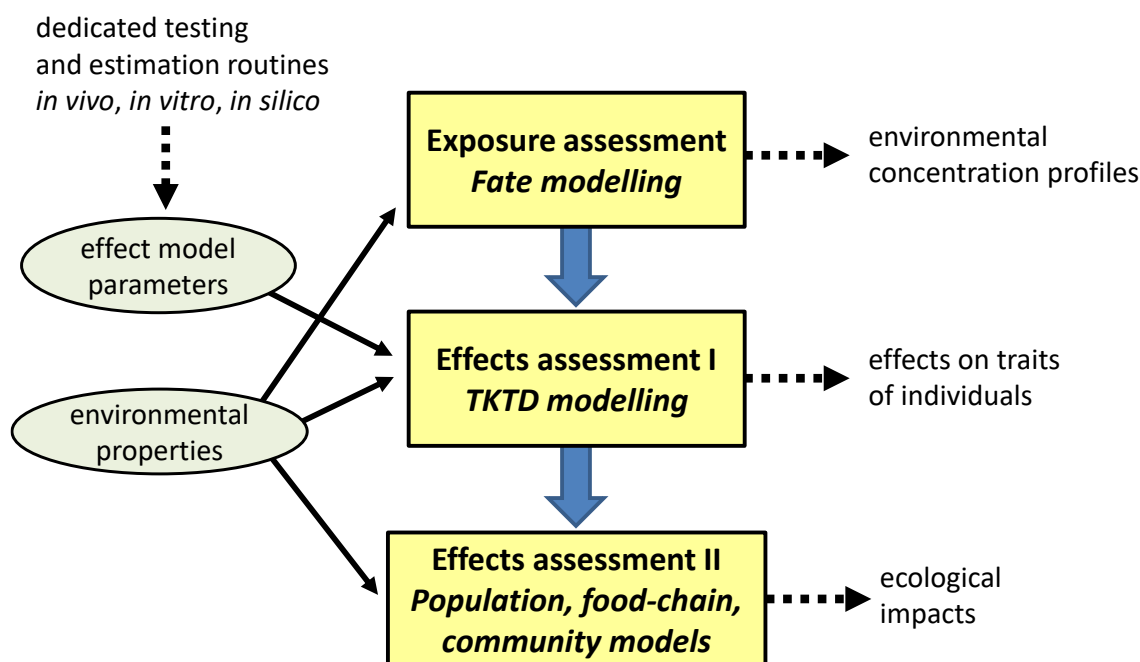 dedicated testing
and estimation routines
in vivo, in vitro, in silico
Exposure assessment
Fate modelling
environmental
concentration profiles
effect model
parameters
Effects assessment I
TKTD modelling
effects on traits
of individuals
environmental
properties
Effects assessment II
Population, food-chain,
community models
ecological
impacts